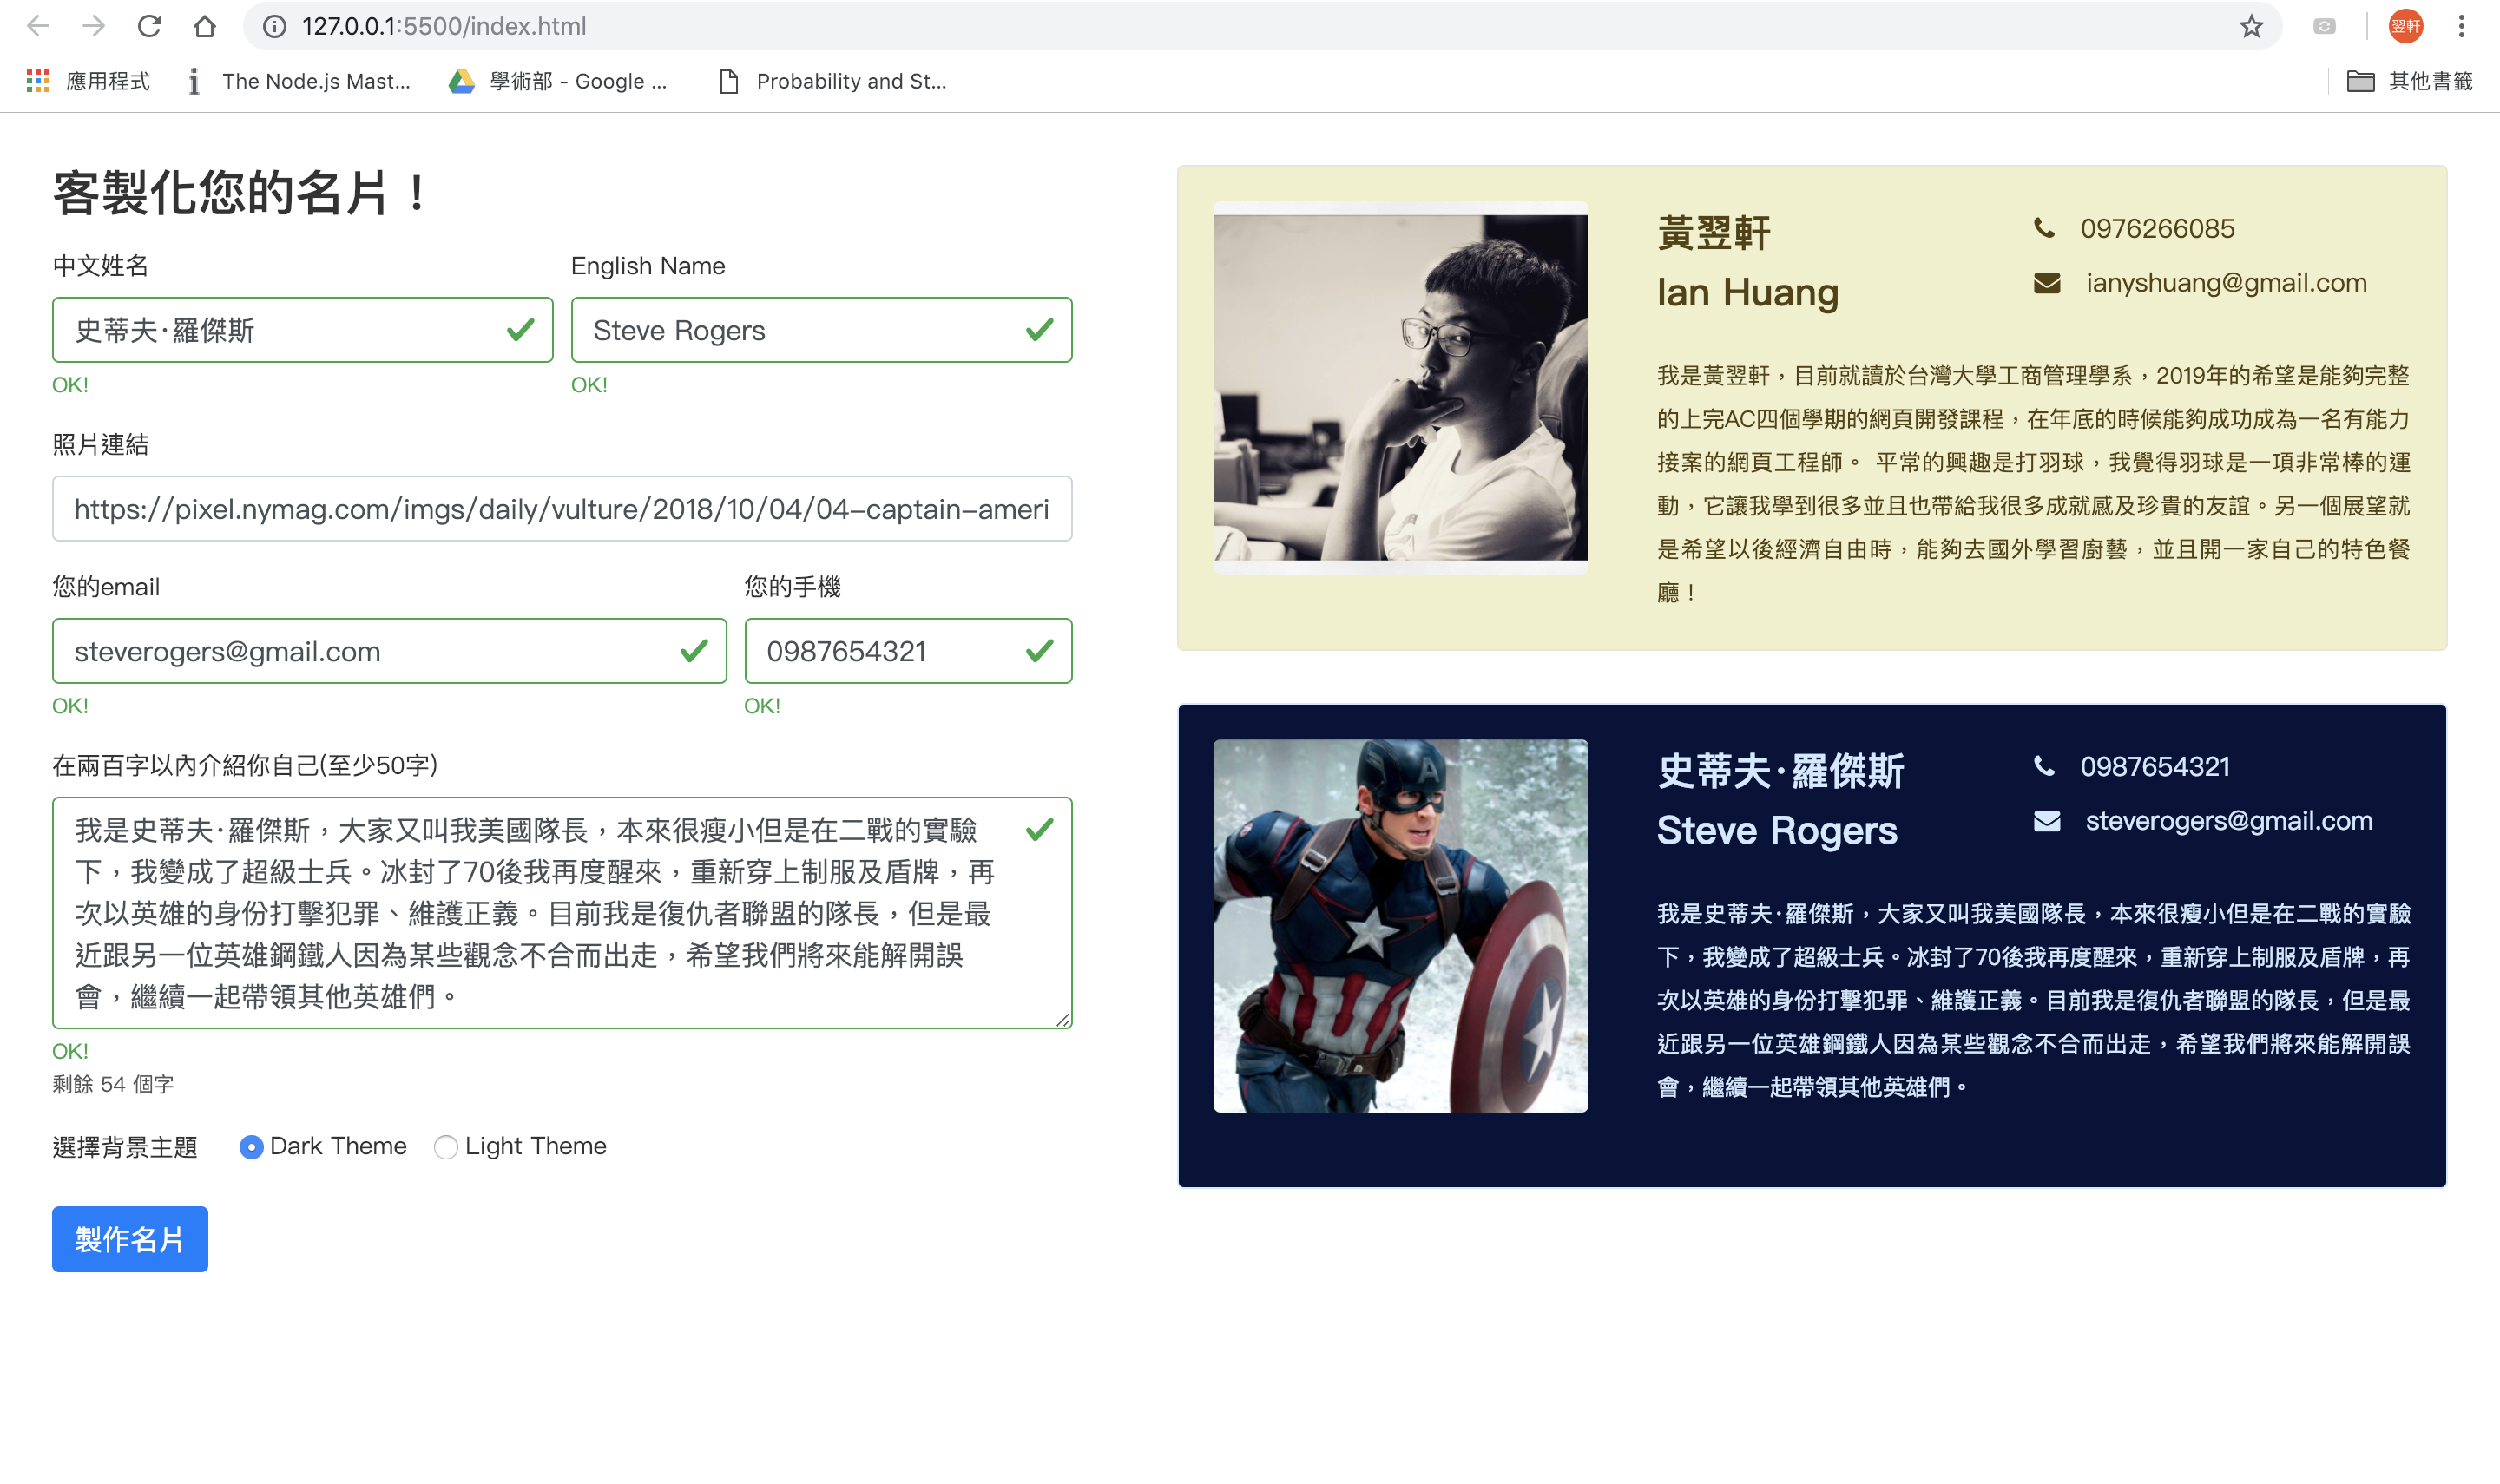 127.0.0.1:5500/index.html
翌軒
應用程式
The Node.js Mast...
學術部 - Google ...
Probability and St...
其他書籤
客製化您的名片！
中文姓名
English Name
史蒂夫·羅傑斯
Steve Rogers
OK!
OK!
照片連結
https://pixel.nymag.com/imgs/daily/vulture/2018/10/04/04-captain-ameri
您的email
您的手機
steverogers@gmail.com
0987654321
OK!
OK!
在兩百字以內介紹你自己(至少50字)
我是史蒂夫·羅傑斯，大家又叫我美國隊長，本來很瘦小但是在二戰的實驗
下，我變成了超級士兵。冰封了70後我再度醒來，重新穿上制服及盾牌，再
次以英雄的身份打擊犯罪、維護正義。目前我是復仇者聯盟的隊長，但是最
近跟另一位英雄鋼鐵人因為某些觀念不合而出走，希望我們將來能解開誤
會，繼續一起帶領其他英雄們。
OK!
剩餘 54 個字
選擇背景主題
Dark Theme
Light Theme
製作名片
黃翌軒
Ian Huang
0976266085
ianyshuang@gmail.com
我是黃翌軒，目前就讀於台灣大學工商管理學系，2019年的希望是能夠完整
的上完AC四個學期的網頁開發課程，在年底的時候能夠成功成為一名有能力
接案的網頁工程師。 平常的興趣是打羽球，我覺得羽球是一項非常棒的運
動，它讓我學到很多並且也帶給我很多成就感及珍貴的友誼。另一個展望就
是希望以後經濟自由時，能夠去國外學習廚藝，並且開一家自己的特色餐
廳！
史蒂夫·羅傑斯
Steve Rogers
0987654321
steverogers@gmail.com
我是史蒂夫·羅傑斯，大家又叫我美國隊長，本來很瘦小但是在二戰的實驗
下，我變成了超級士兵。冰封了70後我再度醒來，重新穿上制服及盾牌，再
次以英雄的身份打擊犯罪、維護正義。目前我是復仇者聯盟的隊長，但是最
近跟另一位英雄鋼鐵人因為某些觀念不合而出走，希望我們將來能解開誤
會，繼續一起帶領其他英雄們。
A